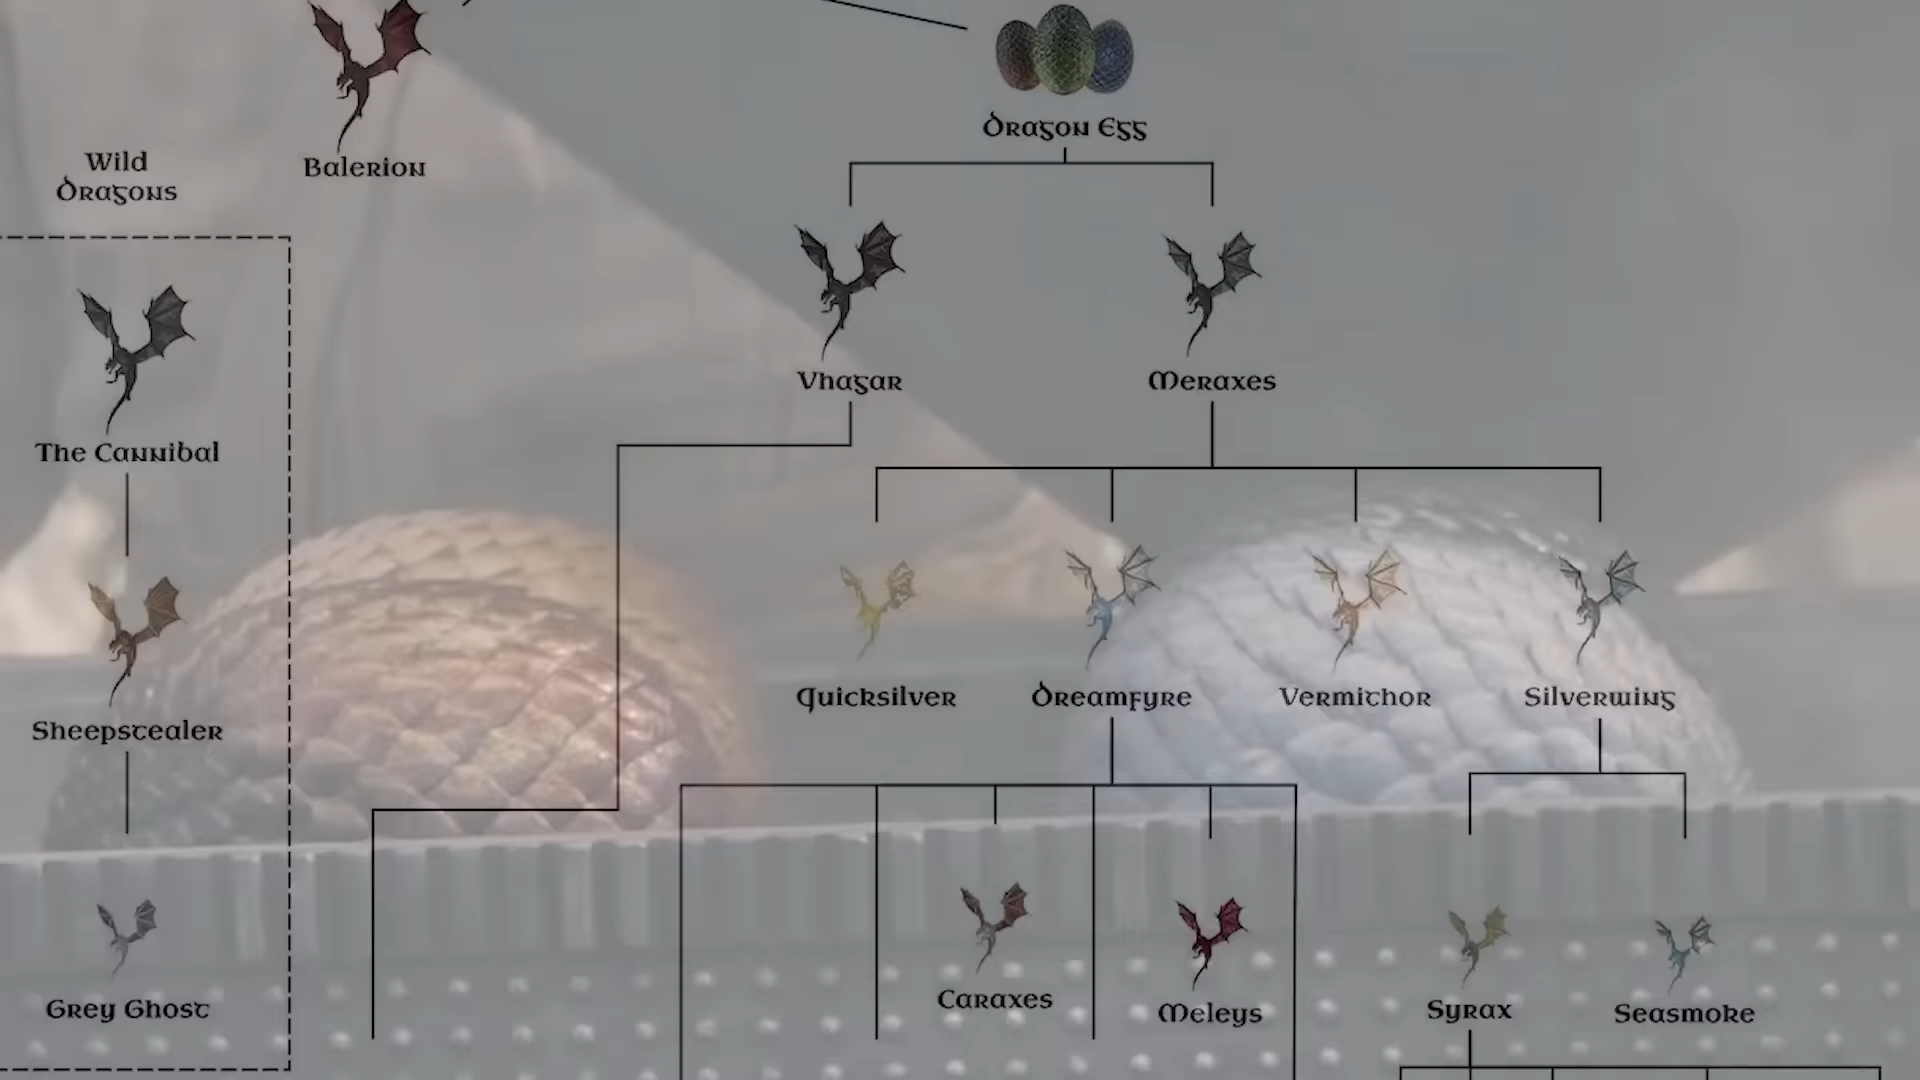 Dragon Egg
Wild
Dragons
Balerion
Vhagar
Meraxes
The Cannibal
Quicksilver
Dreamfyre
Vermithor
Silverwing
Sheepstealer
Caraxes
Meleys
Syrax
Seasmoke
Grey Ghost